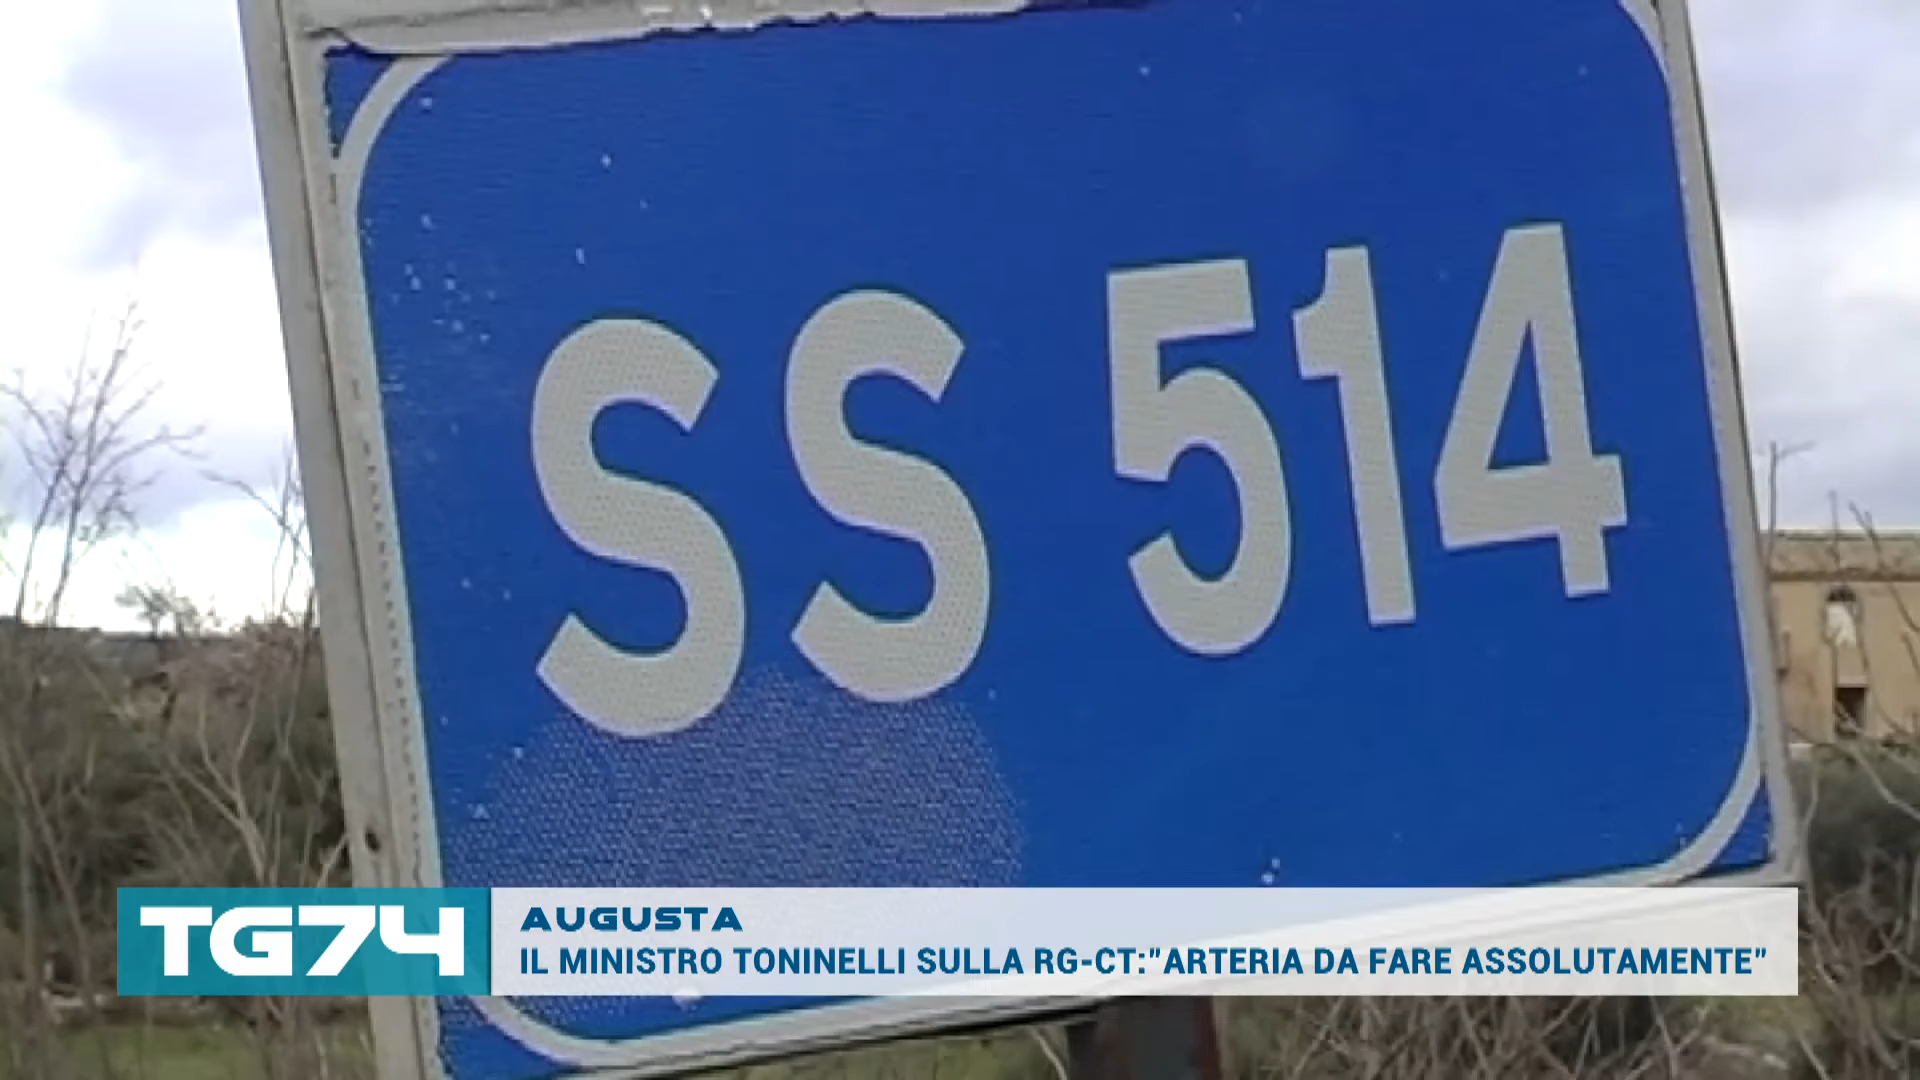 SS 514
TG74
AUGUSTA
IL MINISTRO TONINELLI SULLA RG-CT:"ARTERIA DA FARE ASSOLUTAMENTE"